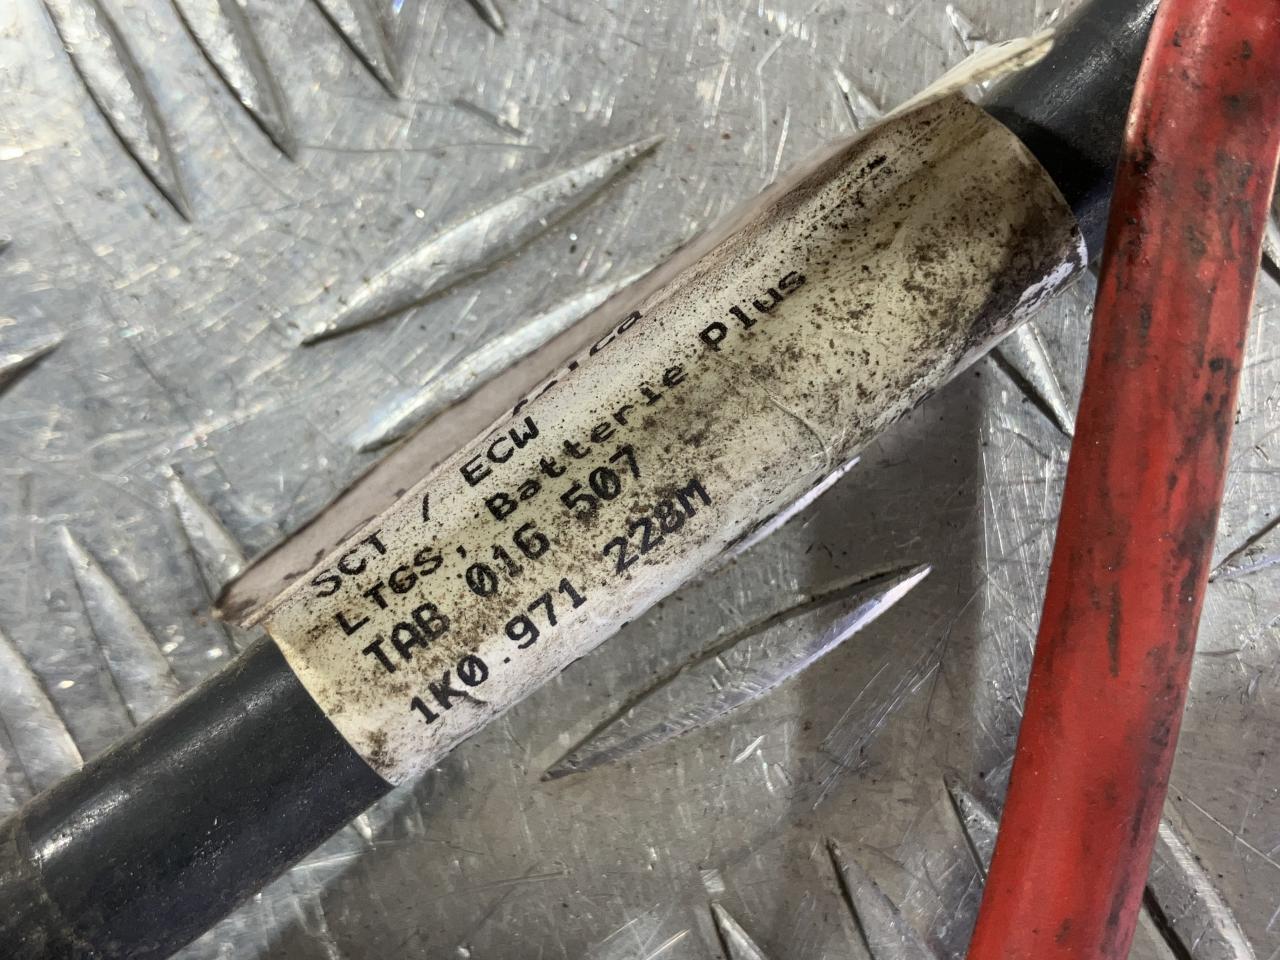 SCT / ECW
LTGS, Batterie Plus
TAB 016 507
1K0.971.228M